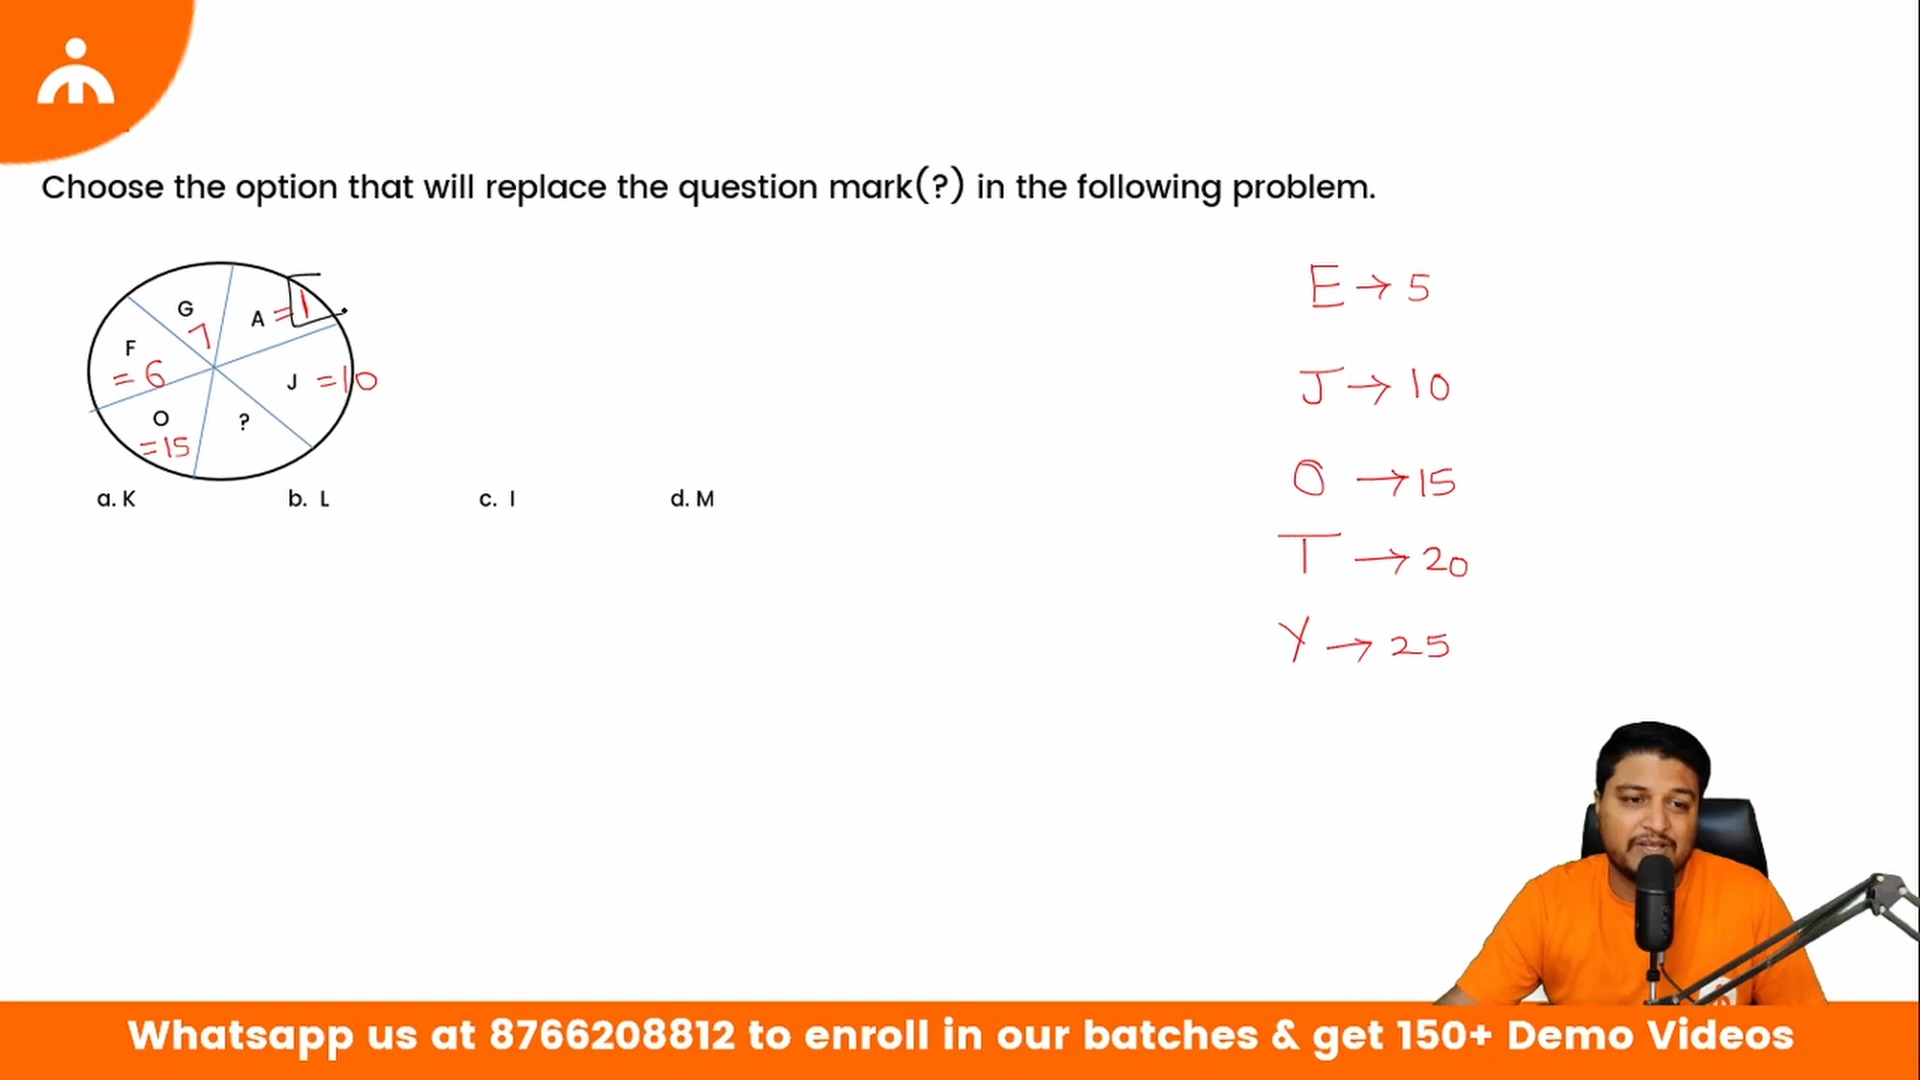 Choose the option that will replace the question mark(?) in the following problem.
G
7
A = 1
F
= 6
J = 10
O
= 15
?
a. K b. L c. I d. M
E → 5
J → 10
O → 15
T → 20
Y → 25
Whatsapp us at 8766208812 to enroll in our batches & get 150+ Demo Videos